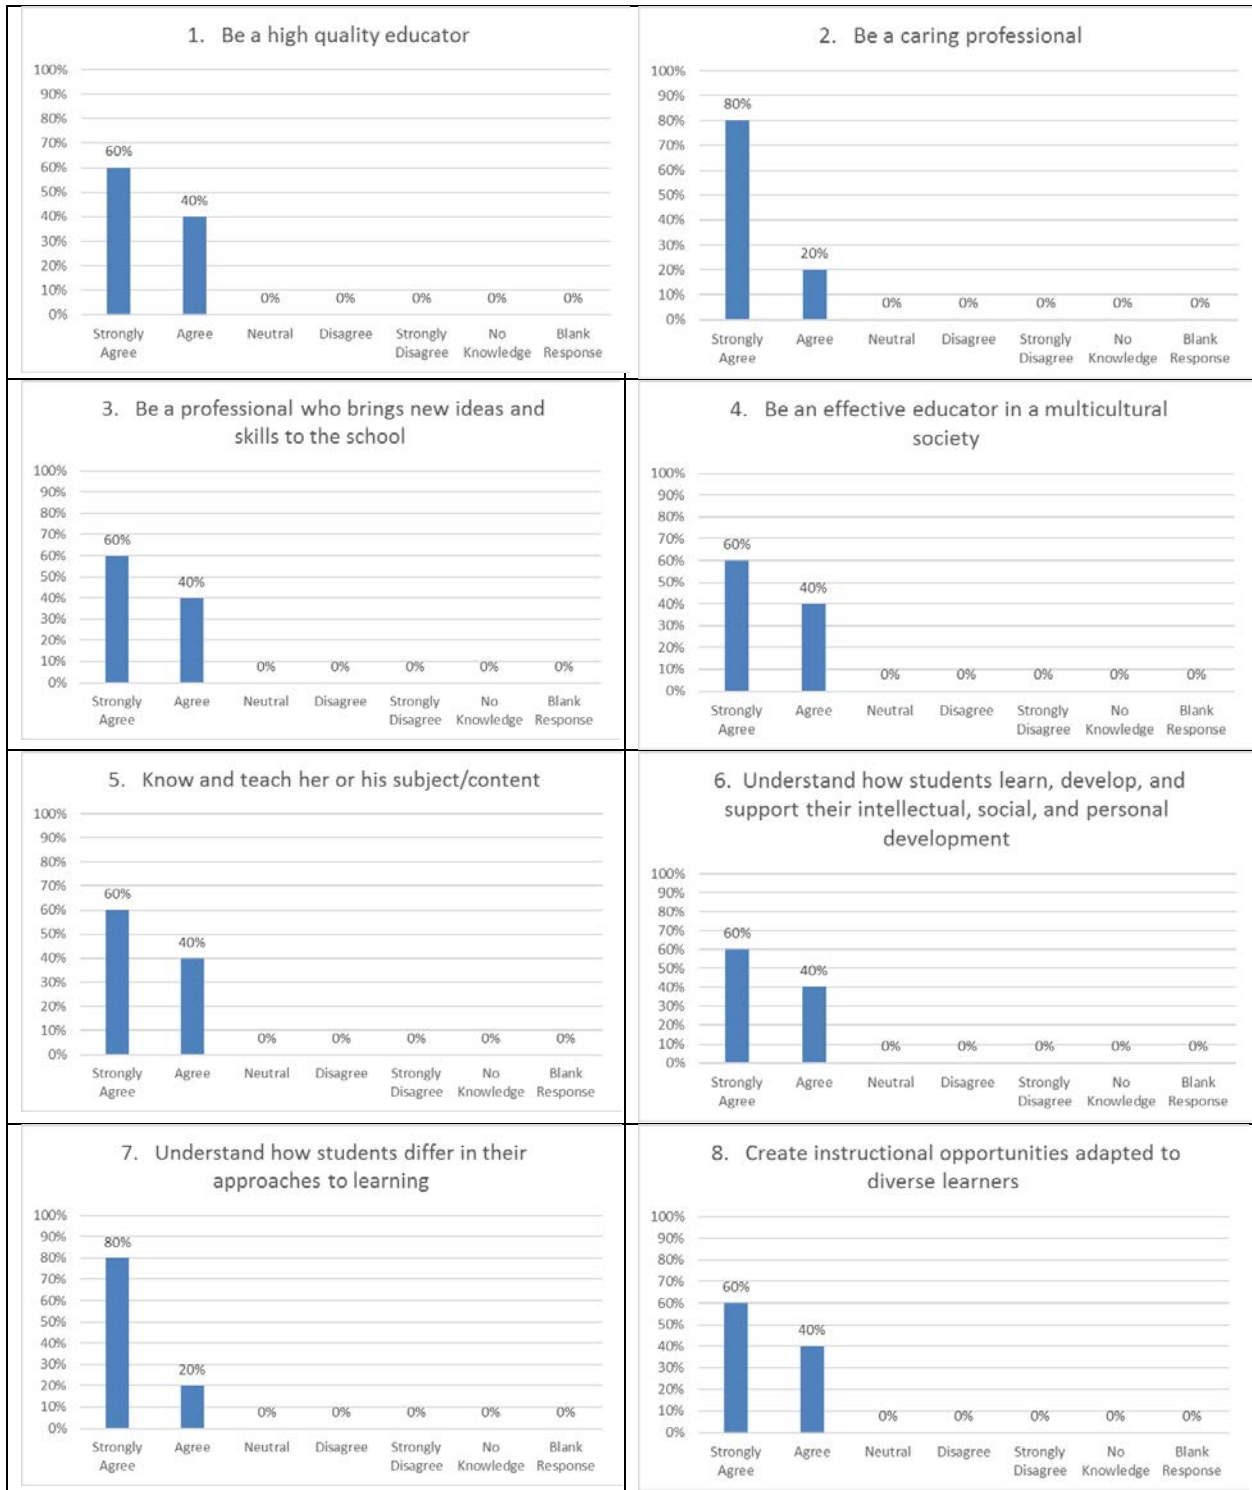 1. Be a high quality educator
100%
90%
80%
70%
60%
50%
40%
30%
20%
10%
0%
60%
40%
0% 0% 0% 0% 0%
Strongly Agree Neutral Disagree Strongly No Blank
Agree Disagree Knowledge Response
2. Be a caring professional
100%
90%
80%
70%
60%
50%
40%
30%
20%
10%
0%
80%
20%
0% 0% 0% 0% 0%
Strongly Agree Neutral Disagree Strongly No Blank
Agree Disagree Knowledge Response
3. Be a professional who brings new ideas and
skills to the school
100%
90%
80%
70%
60%
50%
40%
30%
20%
10%
0%
60%
40%
0% 0% 0% 0% 0%
Strongly Agree Neutral Disagree Strongly No Blank
Agree Disagree Knowledge Response
4. Be an effective educator in a multicultural
society
100%
90%
80%
70%
60%
50%
40%
30%
20%
10%
0%
60%
40%
0% 0% 0% 0% 0%
Strongly Agree Neutral Disagree Strongly No Blank
Agree Disagree Knowledge Response
5. Know and teach her or his subject/content
100%
90%
80%
70%
60%
50%
40%
30%
20%
10%
0%
60%
40%
0% 0% 0% 0% 0%
Strongly Agree Neutral Disagree Strongly No Blank
Agree Disagree Knowledge Response
6. Understand how students learn, develop, and
support their intellectual, social, and personal
development
100%
90%
80%
70%
60%
50%
40%
30%
20%
10%
0%
60%
40%
0% 0% 0% 0% 0%
Strongly Agree Neutral Disagree Strongly No Blank
Agree Disagree Knowledge Response
7. Understand how students differ in their
approaches to learning
100%
90%
80%
70%
60%
50%
40%
30%
20%
10%
0%
80%
20%
0% 0% 0% 0% 0%
Strongly Agree Neutral Disagree Strongly No Blank
Agree Disagree Knowledge Response
8. Create instructional opportunities adapted to
diverse learners
100%
90%
80%
70%
60%
50%
40%
30%
20%
10%
0%
60%
40%
0% 0% 0% 0% 0%
Strongly Agree Neutral Disagree Strongly No Blank
Agree Disagree Knowledge Response